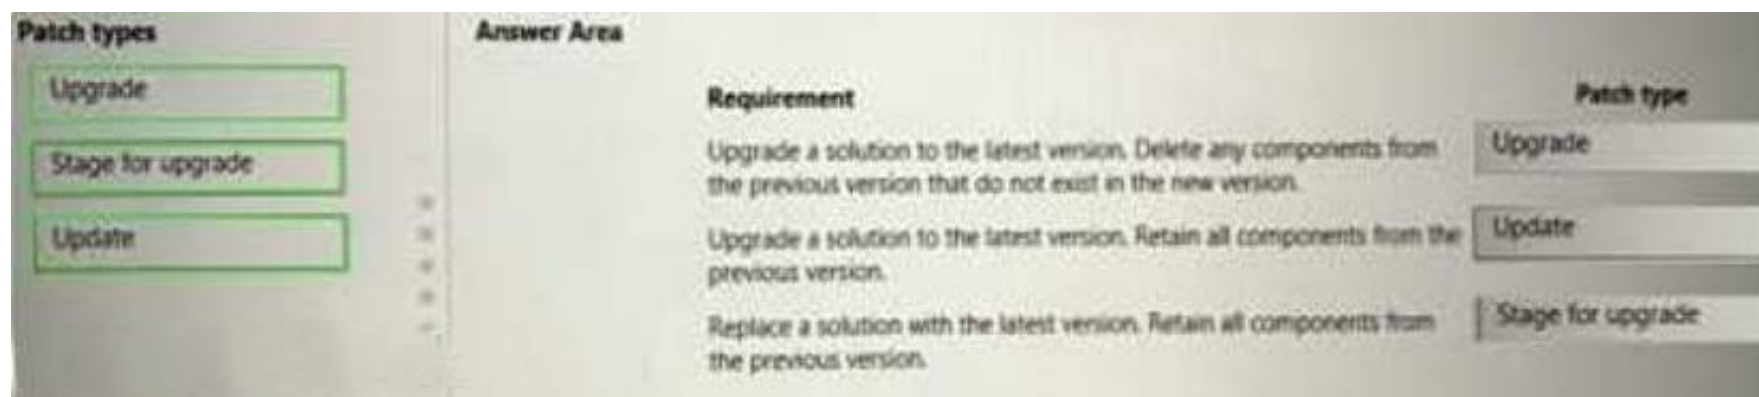 Patch types
Upgrade
Stage for upgrade
Update
Answer Area
Requirement
Patch type
Upgrade a solution to the latest version. Delete any components from
the previous version that do not exist in the new version.
Upgrade
Upgrade a solution to the latest version. Retain all components from the
previous version.
Update
Replace a solution with the latest version. Retain all components from
the previous version.
Stage for upgrade